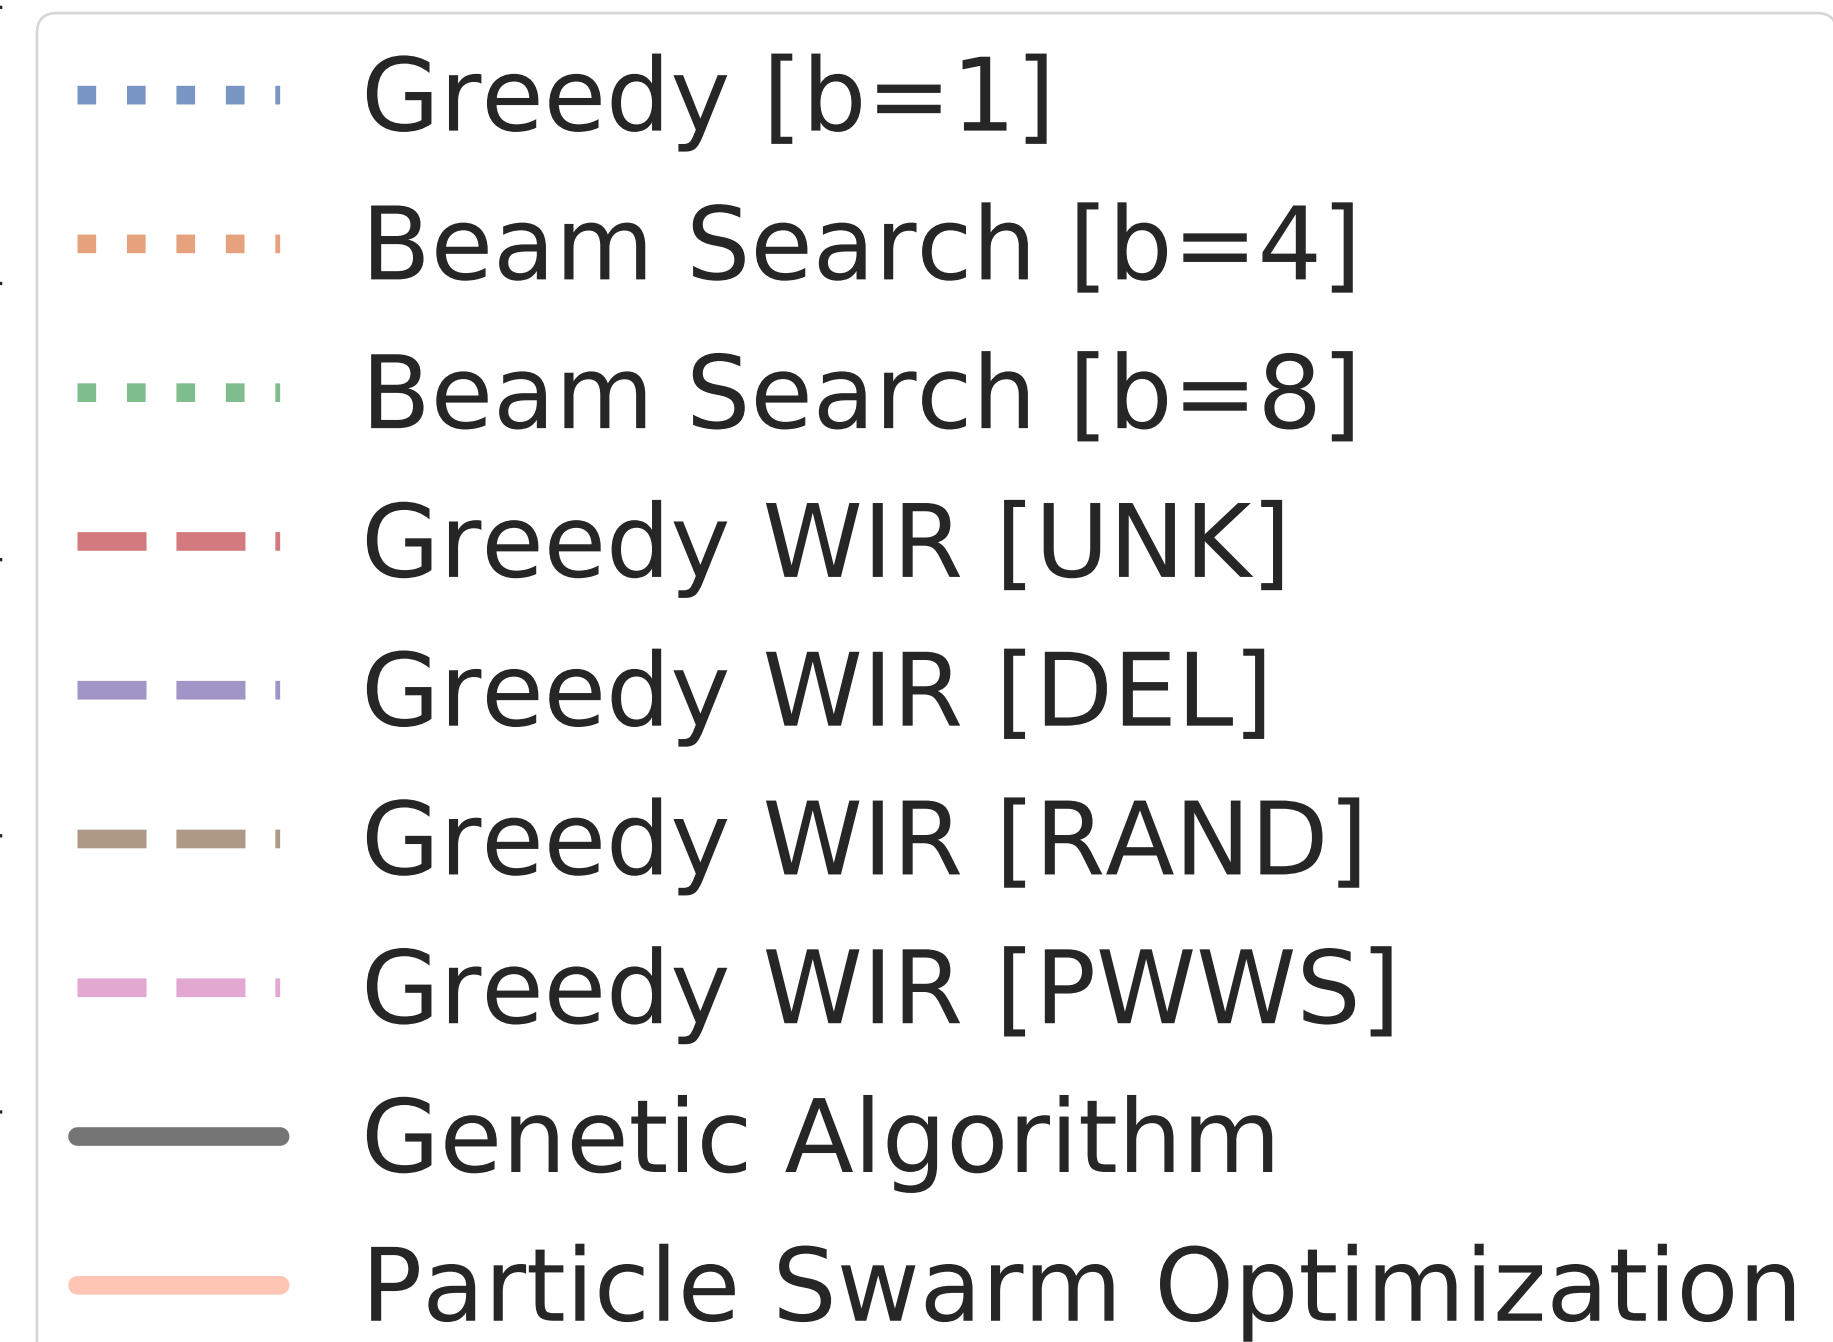 Greedy [b=1]
Beam Search [b=4]
Beam Search [b=8]
Greedy WIR [UNK]
Greedy WIR [DEL]
Greedy WIR [RAND]
Greedy WIR [PWWS]
Genetic Algorithm
Particle Swarm Optimization